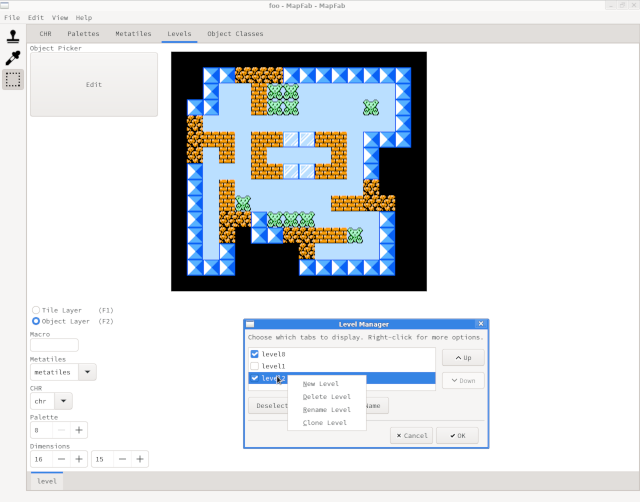 foo - MapFab - MapFab
File Edit View Help
CHR Palettes Metatiles Levels Object Classes
Object Picker
Edit
Tile Layer (F1)
Object Layer (F2)
Macro
Metatiles
metatiles
CHR
chr
Palette
0
Dimensions
16 15
level
Level Manager
Choose which tabs to display. Right-click for more options.
level0
level1
Up
Down
New Level
Delete Level
Rename Level
Clone Level
Cancel OK